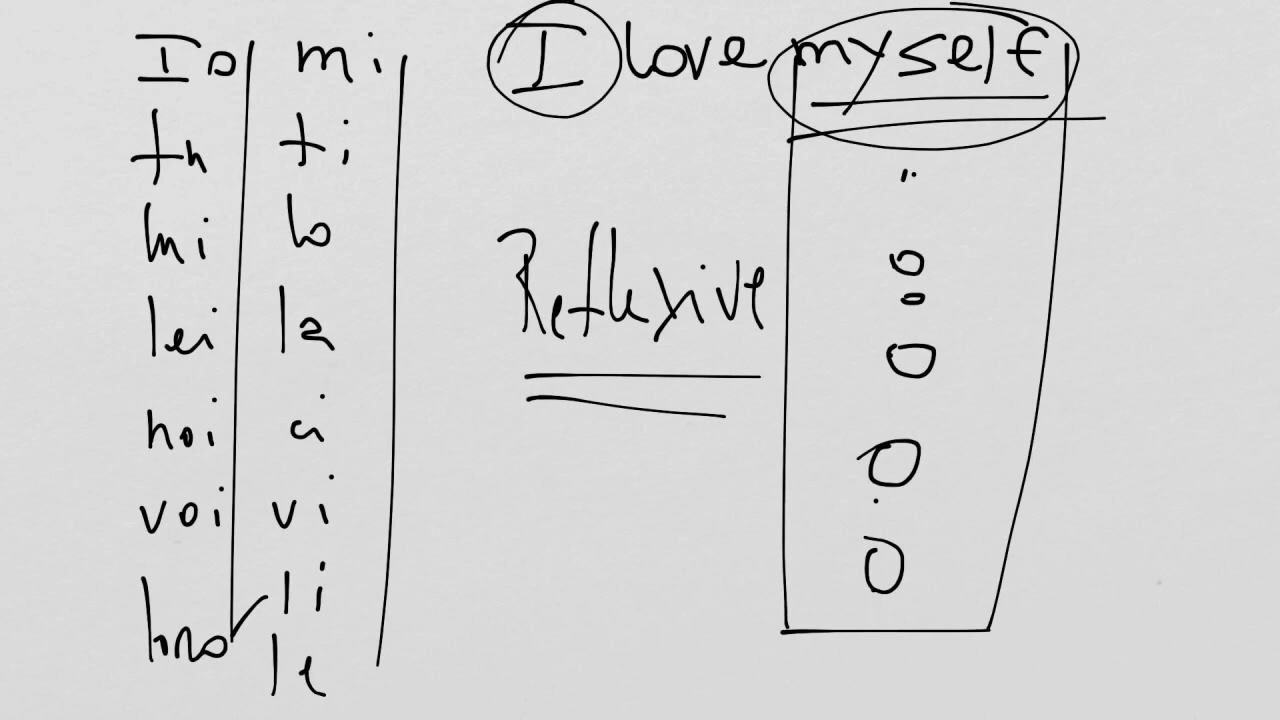 Io mi
tu ti
lui lo
lei la
noi ci
voi vi
loro li
le
I love myself
"
Reflexive